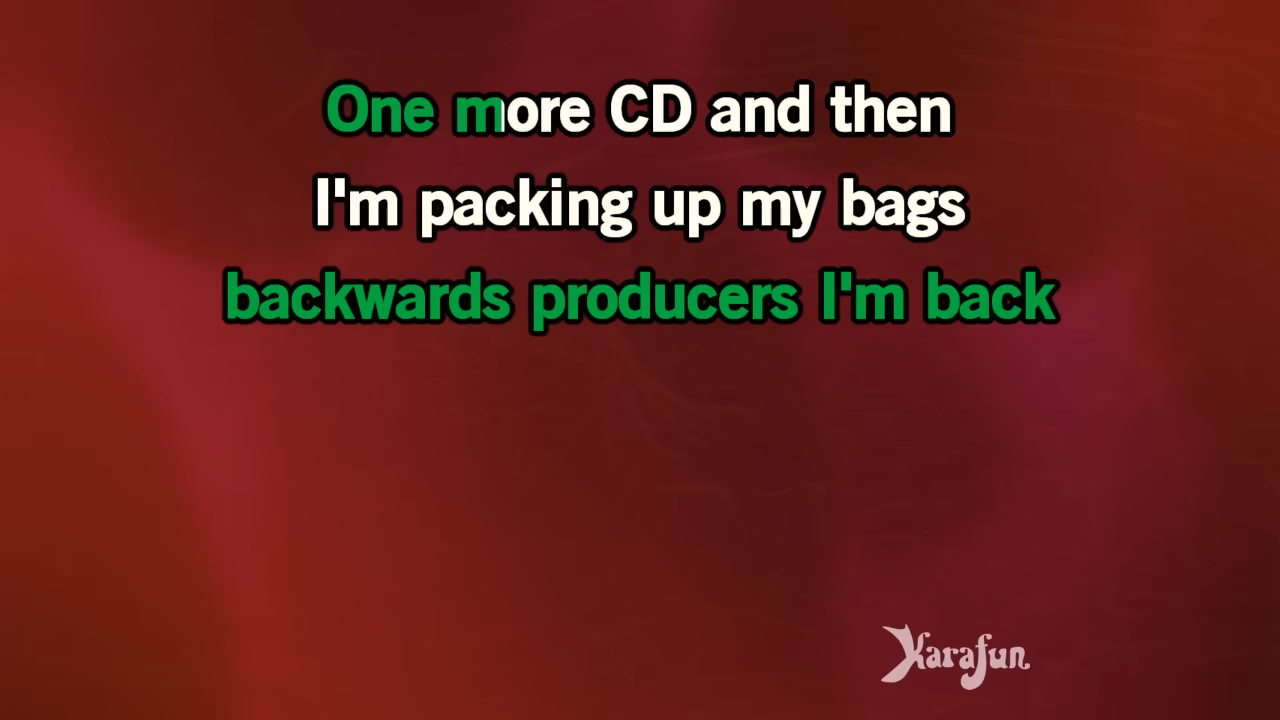 One more CD and then
I'm packing up my bags
backwards producers I'm back
Karafun